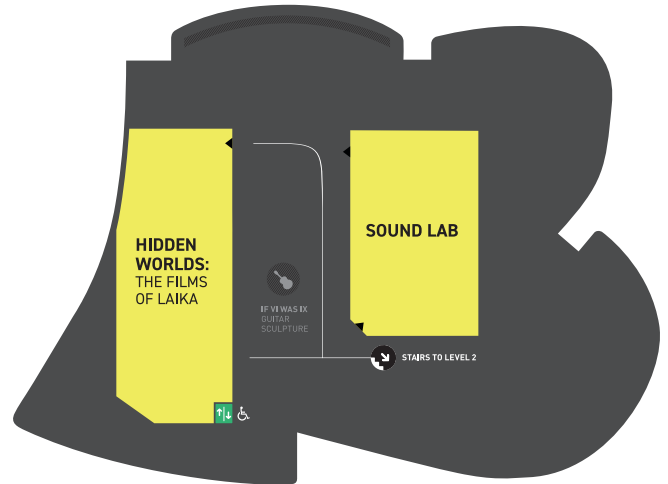 HIDDEN
WORLDS:
THE FILMS
OF LAIKA
SOUND LAB
IF VI WAS IX
GUITAR
SCULPTURE
STAIRS TO LEVEL 2